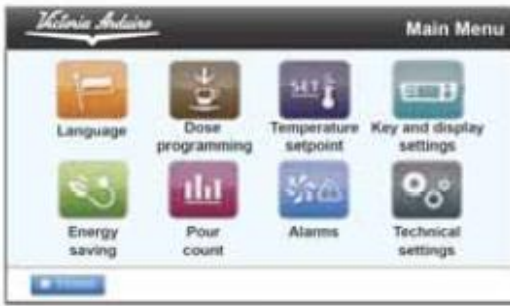 Victoria Arduino
Main Menu
SET
Language
Dose
programming
Temperature
setpoint
Key and display
settings
Energy
saving
Pour
count
Alarms
Technical
settings